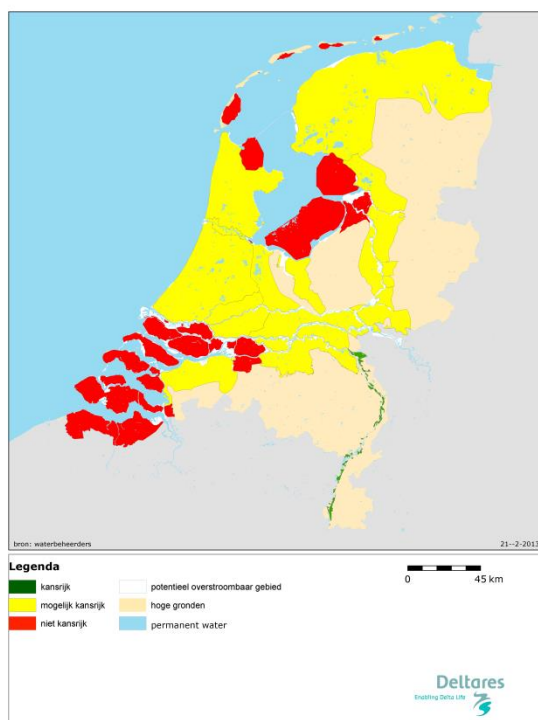 bron: waterbeheerders 21--2-2013
Legenda
kansrijk potentieel overstroombaar gebied
mogelijk kansrijk hoge gronden
niet kansrijk permanent water
0 45 km
Deltares
Enabling Delta Life